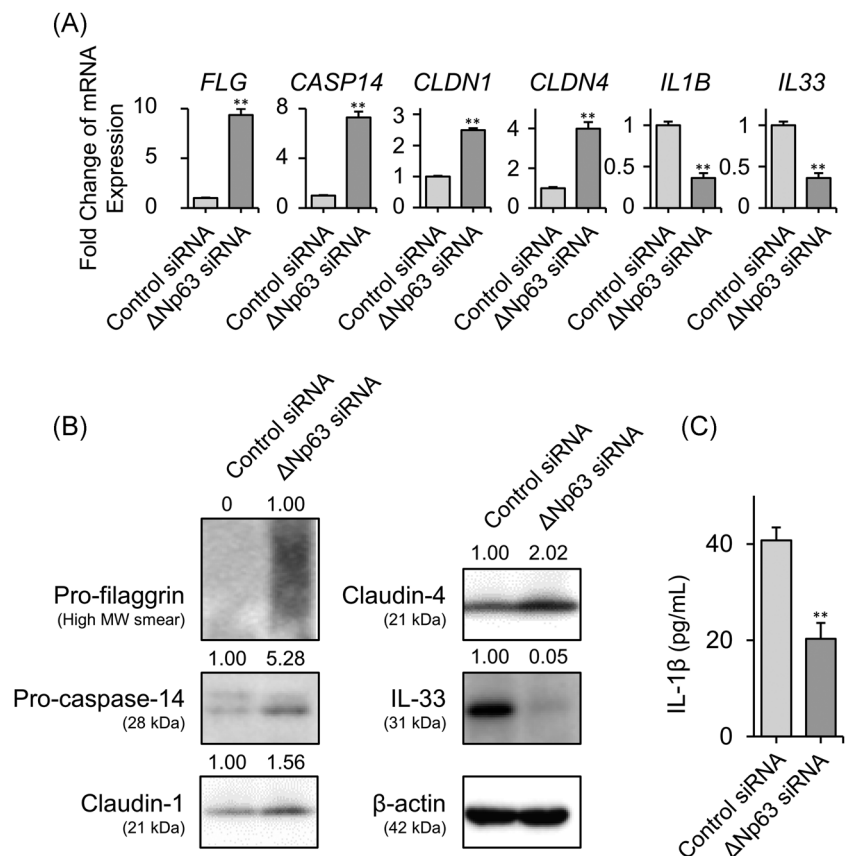 (A)
Fold Change of mRNA
Expression
FLG
CASP14
CLDN1
CLDN4
IL1B
IL33
10
5
0
**
Control siRNA
ΔNp63 siRNA
8
4
0
**
Control siRNA
ΔNp63 siRNA
3
2
1
0
**
Control siRNA
ΔNp63 siRNA
4
2
0
**
Control siRNA
ΔNp63 siRNA
1
0.5
0
**
Control siRNA
ΔNp63 siRNA
1
0.5
0
**
Control siRNA
ΔNp63 siRNA
(B)
Control siRNA
ΔNp63 siRNA
0 1.00
Pro-filaggrin
(High MW smear)
1.00 5.28
Pro-caspase-14
(28 kDa)
1.00 1.56
Claudin-1
(21 kDa)
Control siRNA
ΔNp63 siRNA
1.00 2.02
Claudin-4
(21 kDa)
1.00 0.05
IL-33
(31 kDa)
β-actin
(42 kDa)
(C)
IL-1β (pg/mL)
40
20
0
**
Control siRNA
ΔNp63 siRNA